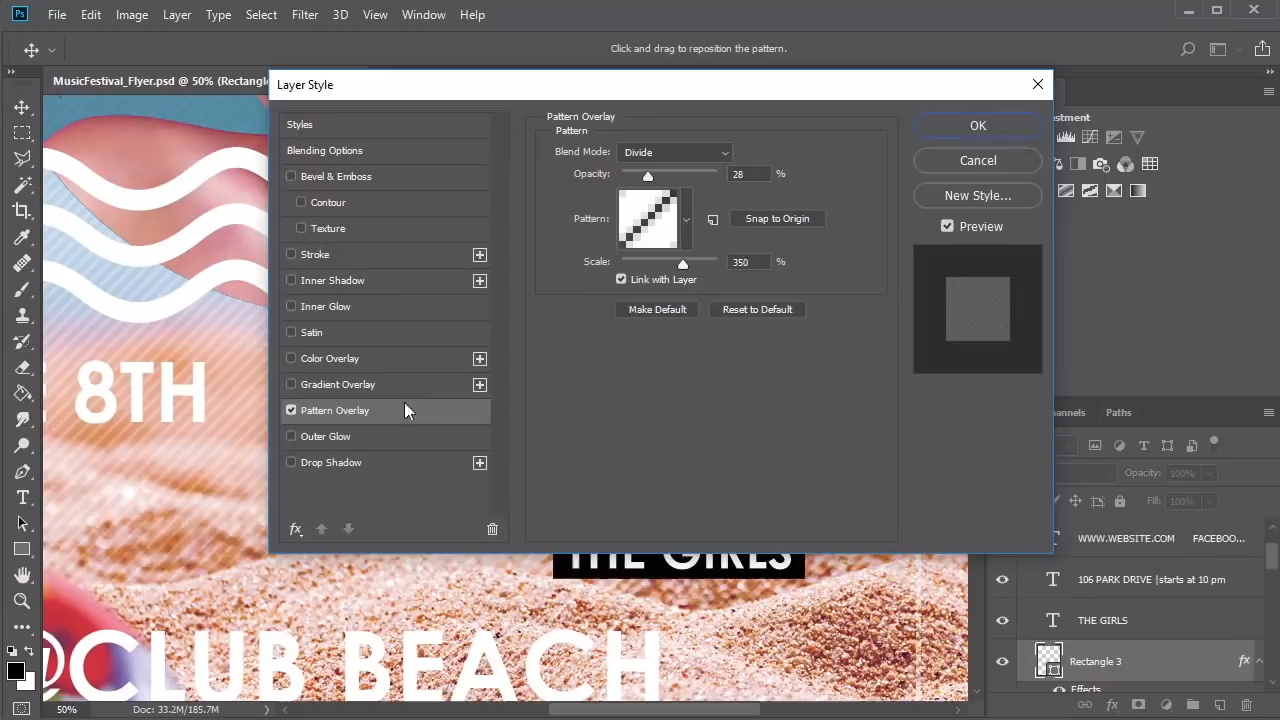 Ps File Edit Image Layer Type Select Filter 3D View Window Help
Click and drag to reposition the pattern.
MusicFestival_Flyer.psd @ 50% (Rectangle
Layer Style
Styles
Blending Options
Bevel & Emboss
Contour
Texture
Stroke
Inner Shadow
Inner Glow
Satin
Color Overlay
Gradient Overlay
Pattern Overlay
Outer Glow
Drop Shadow
fx
Pattern Overlay
Pattern
Blend Mode: Divide
Opacity: 28 %
Pattern: Snap to Origin
Scale: 350 %
Link with Layer
Make Default Reset to Default
OK
Cancel
New Style...
Preview
8TH
THE GIRLS
@CLUB BEACH
Paths
Opacity: 100%
Fill: 100%
WWW.WEBSITE.COM FACEBOO...
106 PARK DRIVE |starts at 10 pm
THE GIRLS
Rectangle 3 fx
Effects
fx
50% Doc: 33.2M/185.7M